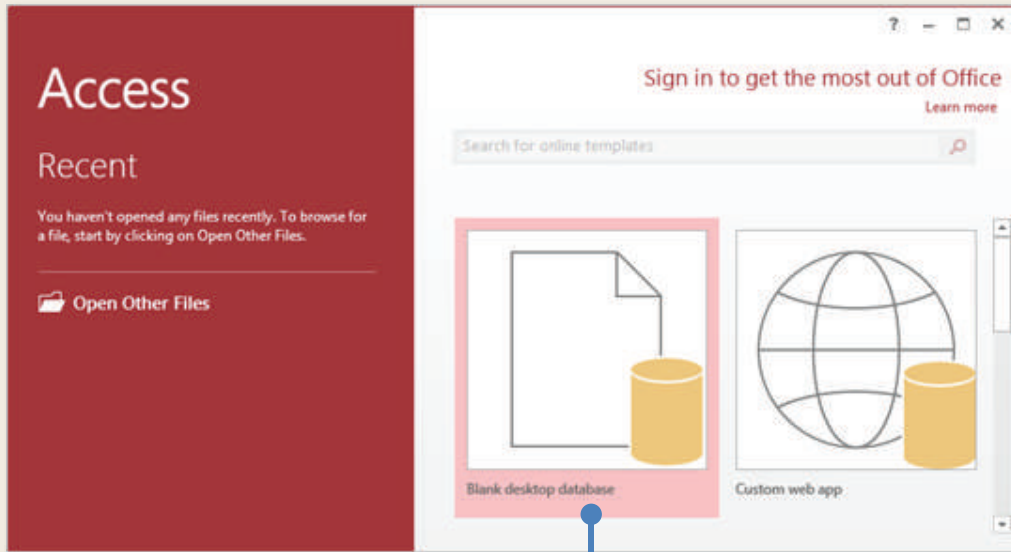 ?
Access
Sign in to get the most out of Office
Learn more
Search for online templates
Recent
You haven't opened any files recently. To browse for
a file, start by clicking on Open Other Files.
Open Other Files
Blank desktop database
Custom web app